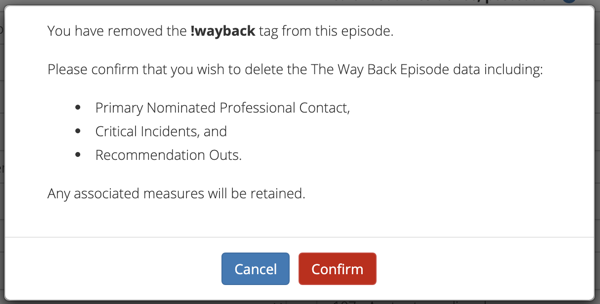 You have removed the !wayback tag from this episode.
Please confirm that you wish to delete the The Way Back Episode data including:
• Primary Nominated Professional Contact,
• Critical Incidents, and
• Recommendation Outs.
Any associated measures will be retained.
Cancel Confirm